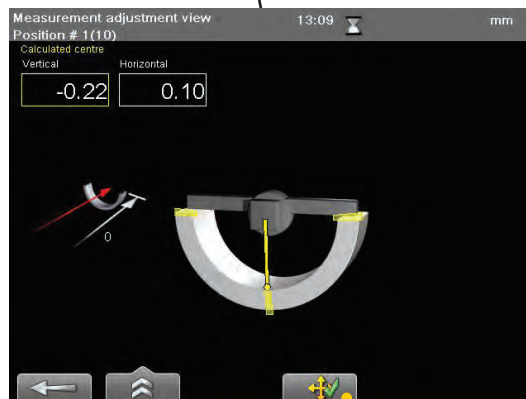 Measurement adjustment view 13:09 mm
Position # 1(10)
Calculated centre
Vertical Horizontal
-0.22 0.10
0